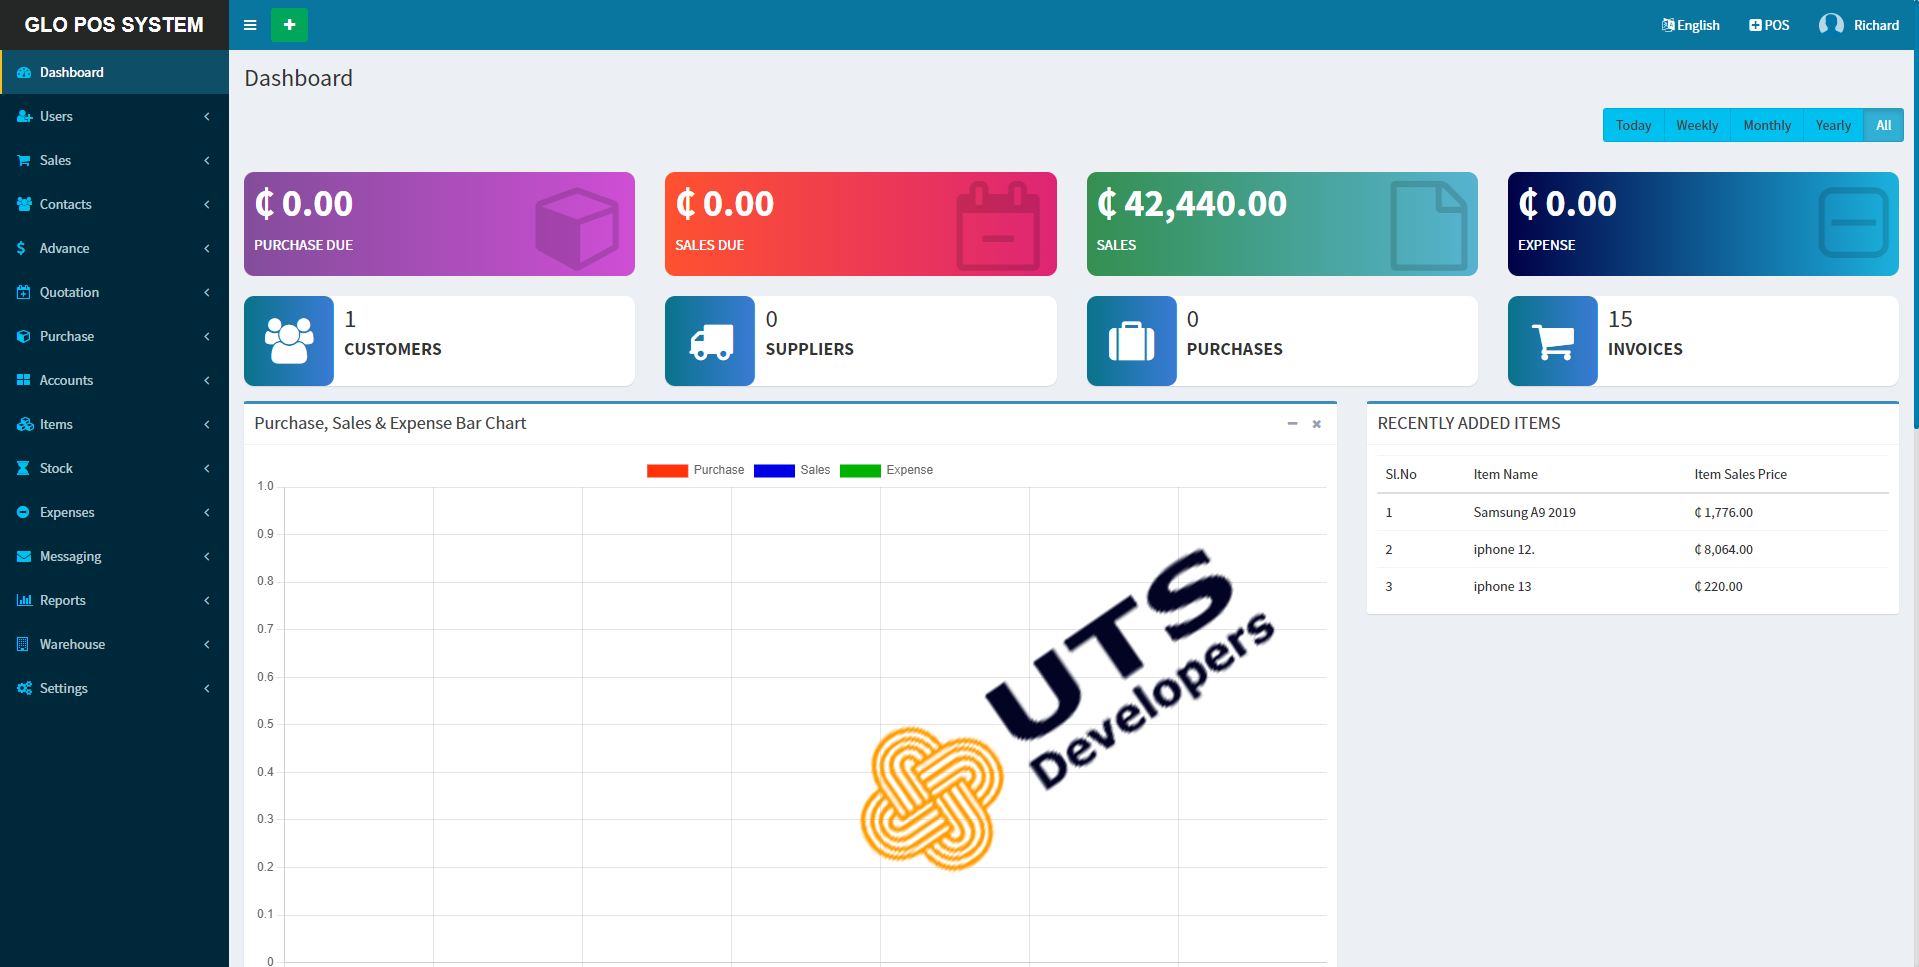 GLO POS SYSTEM
English
POS
Richard
Dashboard
Users
Sales
Contacts
Advance
Quotation
Purchase
Accounts
Items
Stock
Expenses
Messaging
Reports
Warehouse
Settings
Dashboard
Today Weekly Monthly Yearly All
₵ 0.00
PURCHASE DUE
₵ 0.00
SALES DUE
₵ 42,440.00
SALES
₵ 0.00
EXPENSE
1
CUSTOMERS
0
SUPPLIERS
0
PURCHASES
15
INVOICES
Purchase, Sales & Expense Bar Chart
Purchase Sales Expense
1.0
0.9
0.8
0.7
0.6
0.5
0.4
0.3
0.2
0.1
0
UTS
Developers
RECENTLY ADDED ITEMS
Sl.No Item Name Item Sales Price
1 Samsung A9 2019 ₵ 1,776.00
2 iphone 12. ₵ 8,064.00
3 iphone 13 ₵ 220.00